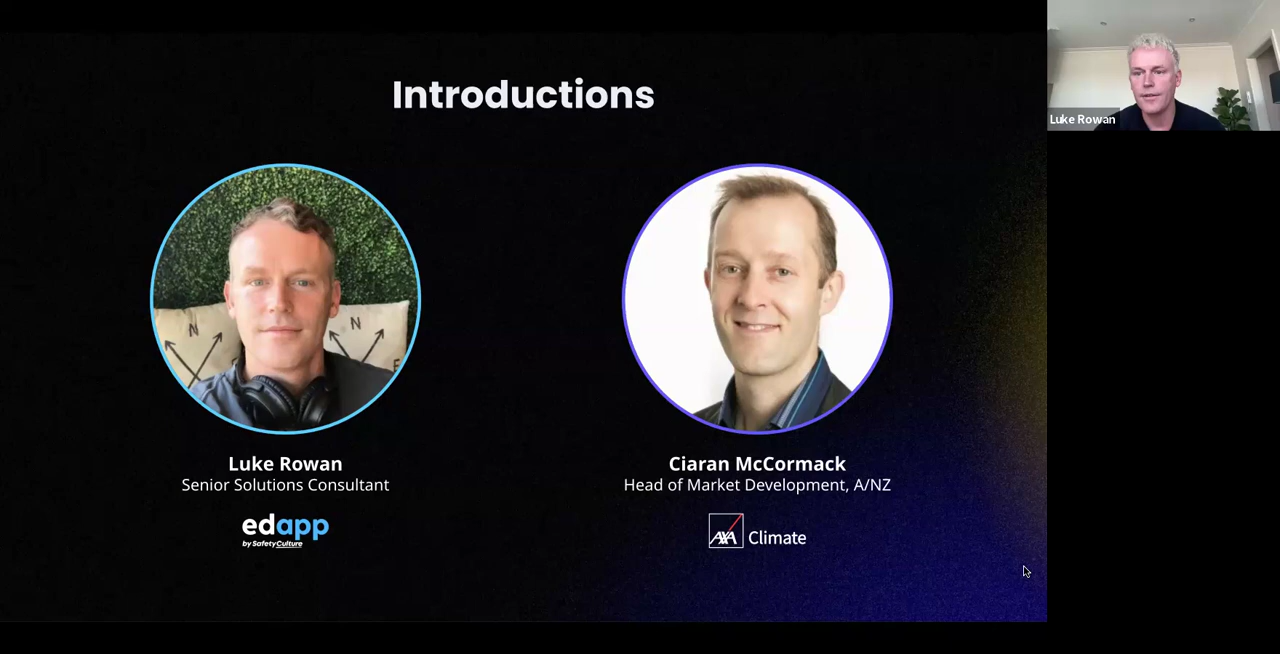 Introductions
Luke Rowan
N
N
E
Luke Rowan
Senior Solutions Consultant
edapp
by SafetyCulture
Ciaran McCormack
Head of Market Development, A/NZ
AXA Climate